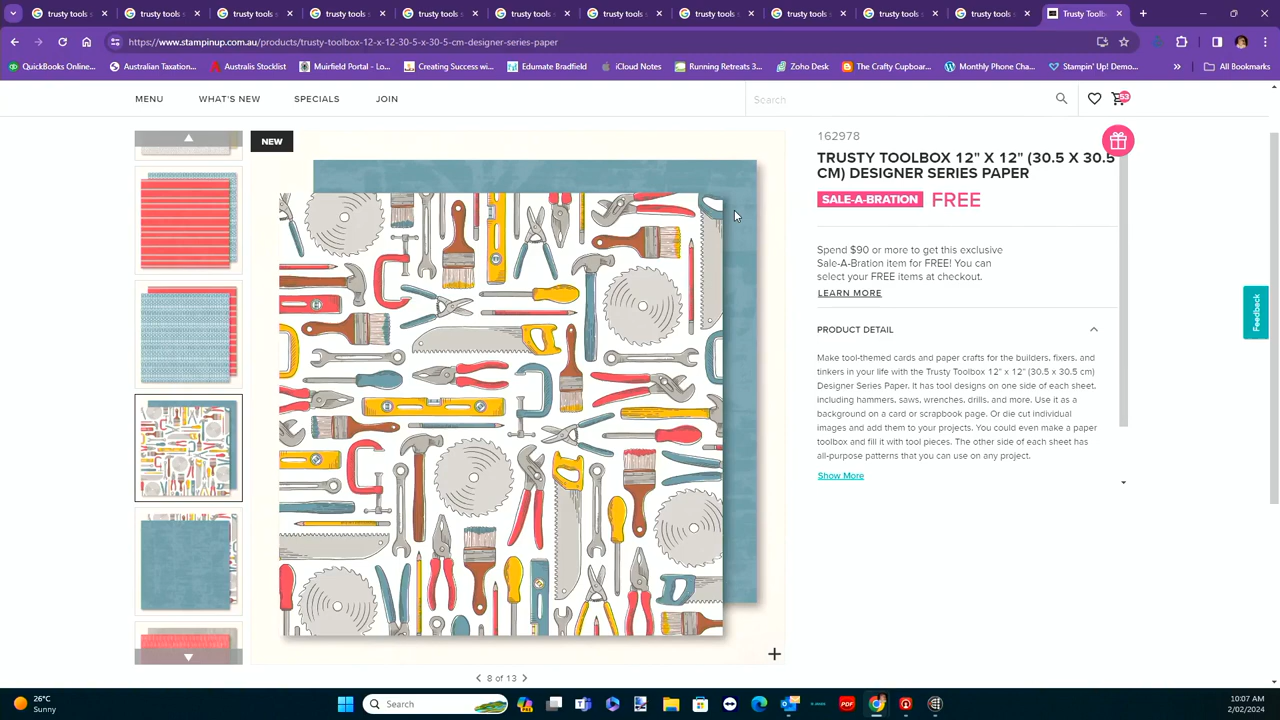 https://www.stampinup.com.au/products/trusty-toolbox-12-x-12-30-5-x-30-5-cm-designer-series-paper
QuickBooks Online...
Australian Taxation...
Australis Stocklist
Muirfield Portal - Lo...
Creating Success wi...
Edumate Bradfield
iCloud Notes
Running Retreats 3...
Zoho Desk
The Crafty Cupboar...
Monthly Phone Cha...
Stampin' Up! Demo...
All Bookmarks
MENU
WHAT'S NEW
SPECIALS
JOIN
Search
53
NEW
162978
TRUSTY TOOLBOX 12" X 12" (30.5 X 30.5
CM) DESIGNER SERIES PAPER
SALE-A-BRATION FREE
Spend $90 or more to get this exclusive
Sale-A-Bration item for FREE! You can
select your FREE items at checkout.
LEARN MORE
PRODUCT DETAIL
Make tool-themed cards and paper crafts for the builders, fixers, and
tinkers in your life with the Trusty Toolbox 12" x 12" (30.5 x 30.5 cm)
Designer Series Paper. It has tool designs on one side of each sheet,
including hammers, saws, wrenches, drills, and more. Use it as a
background on a card or scrapbook page. Or die cut individual
images and add them to your projects. You could even make a paper
toolbox and fill it with tool pieces. The other side of each sheet has
all-purpose patterns that you can use on any project.
Show More
Feedback
8 of 13
26°C
Sunny
Search
PDF
10:07 AM
2/02/2024